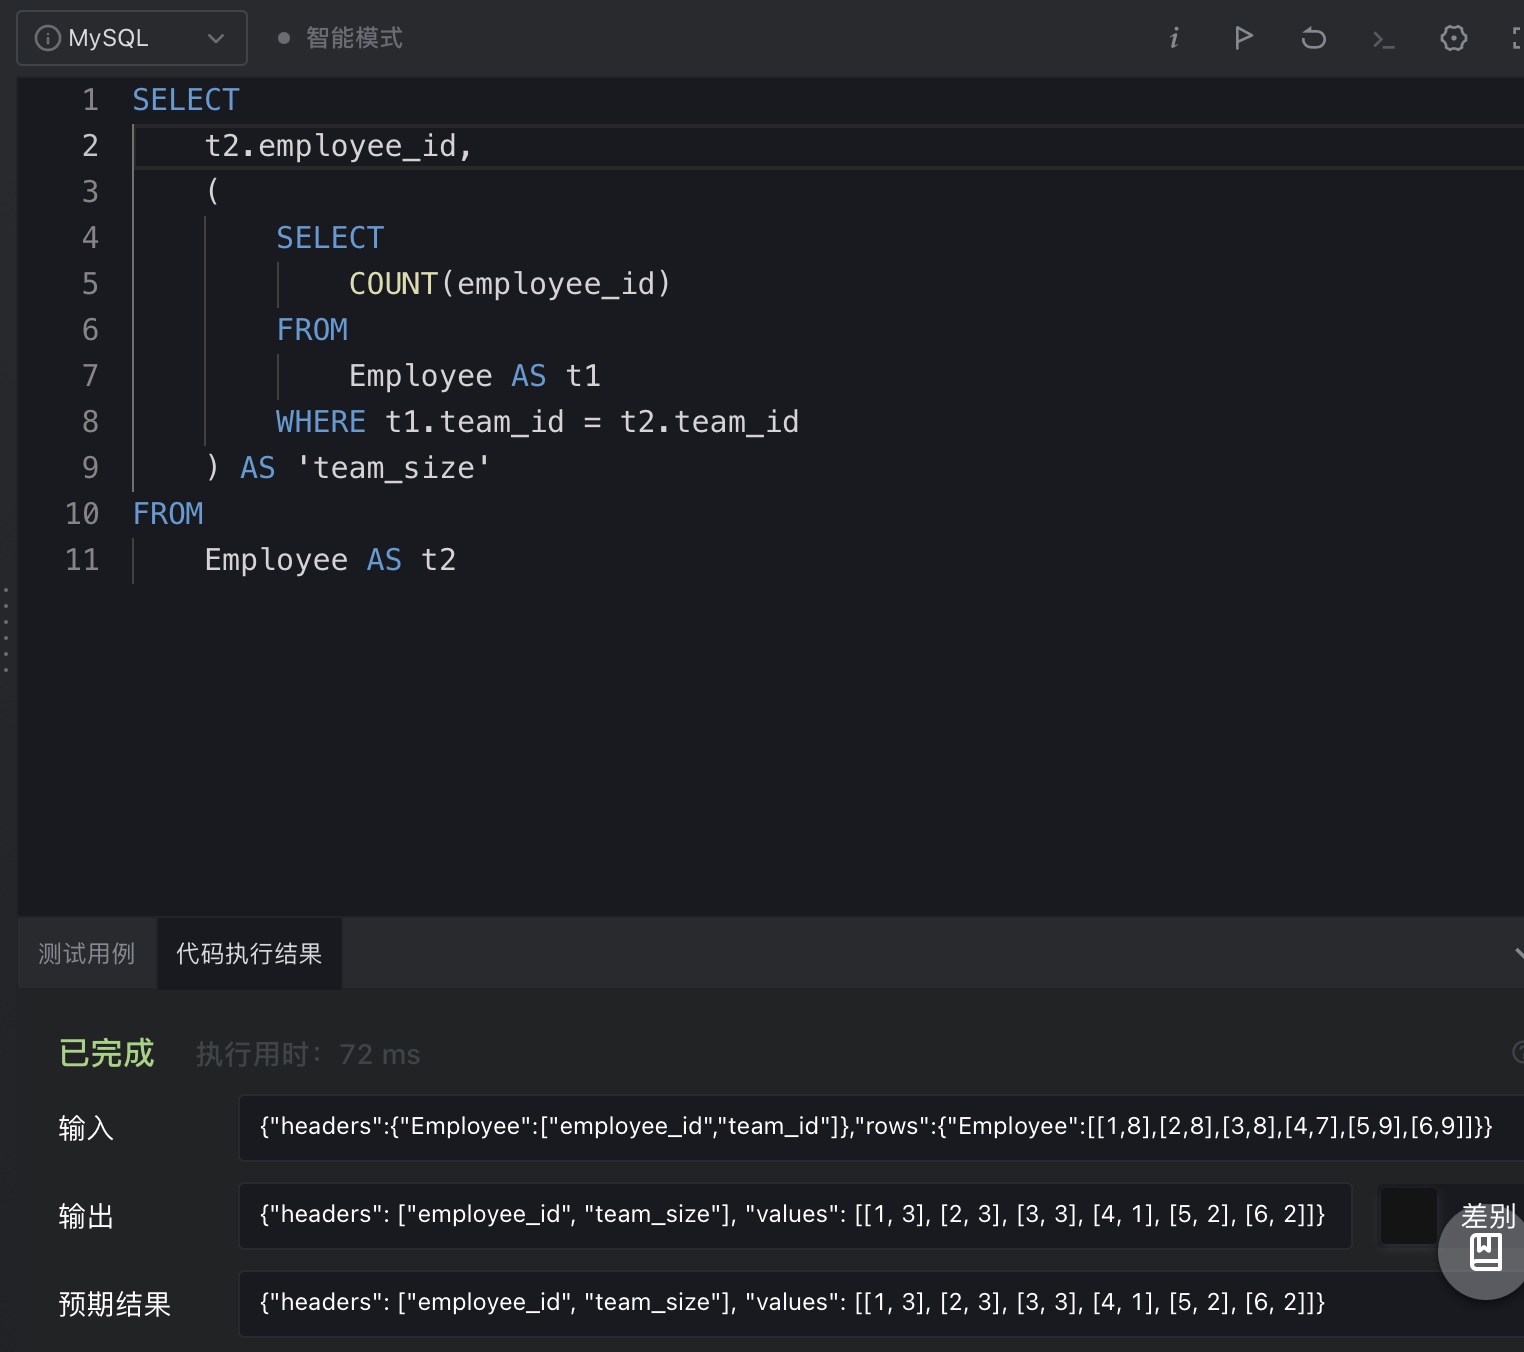 MySQL
智能模式
1 SELECT
2 t2.employee_id,
3 (
4 SELECT
5 COUNT(employee_id)
6 FROM
7 Employee AS t1
8 WHERE t1.team_id = t2.team_id
9 ) AS 'team_size'
10 FROM
11 Employee AS t2
测试用例 代码执行结果
已完成 执行用时: 72 ms
输入 {"headers":{"Employee":["employee_id","team_id"]},"rows":{"Employee":[[1,8],[2,8],[3,8],[4,7],[5,9],[6,9]]}}
输出 {"headers": ["employee_id", "team_size"], "values": [[1, 3], [2, 3], [3, 3], [4, 1], [5, 2], [6, 2]]}
差别
预期结果 {"headers": ["employee_id", "team_size"], "values": [[1, 3], [2, 3], [3, 3], [4, 1], [5, 2], [6, 2]]}